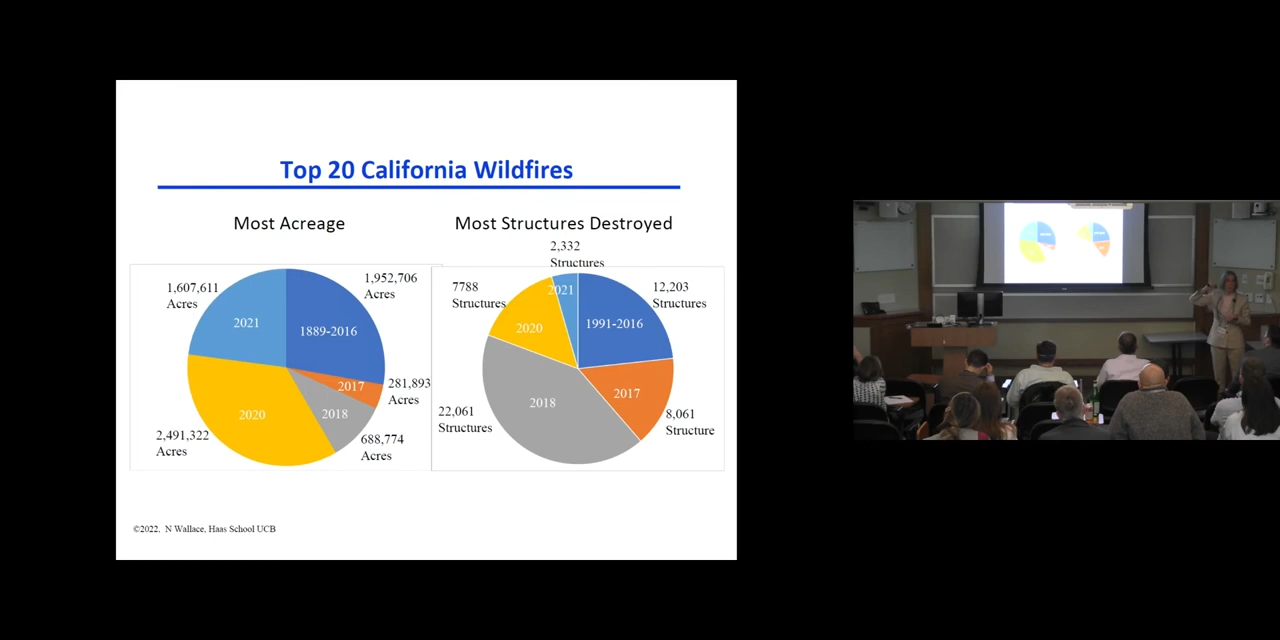 Top 20 California Wildfires
Most Acreage
1,952,706
Acres
1,607,611
Acres
2021
1889-2016
2017
281,893
Acres
2020
2018
2,491,322
Acres
688,774
Acres
Most Structures Destroyed
2,332
Structures
7788
Structures
2021
12,203
Structures
2020
1991-2016
2018
2017
22,061
Structures
8,061
Structure
©2022, N Wallace, Haas School UCB